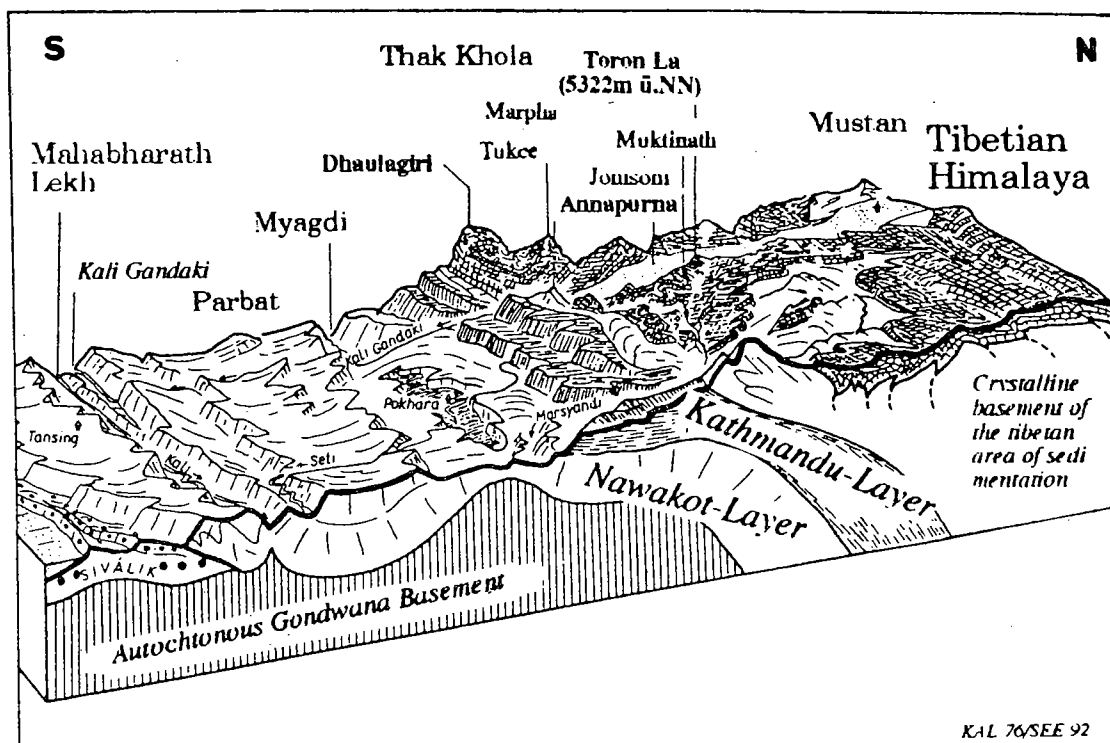 S
N
Thak Khola
Toron La
(5322m ü.NN)
Marpha
Mustan
Tibetian
Himalaya
Mahabharath
Lekh
Dhaulagiri
Tukce
Muktinath
Jomsom
Annapurna
Myagdi
Kali Gandaki
Parbat
Kali Gandaki
Pokhara
Marsyandi
Tansing
Kali
Seti
Crystalline
basement of
the tibetan
area of sedi
mentation
Kathmandu-Layer
Nawakot-Layer
SIVÀLIK
Autochtonous Gondwana Basement
KAL 76/SEE 92